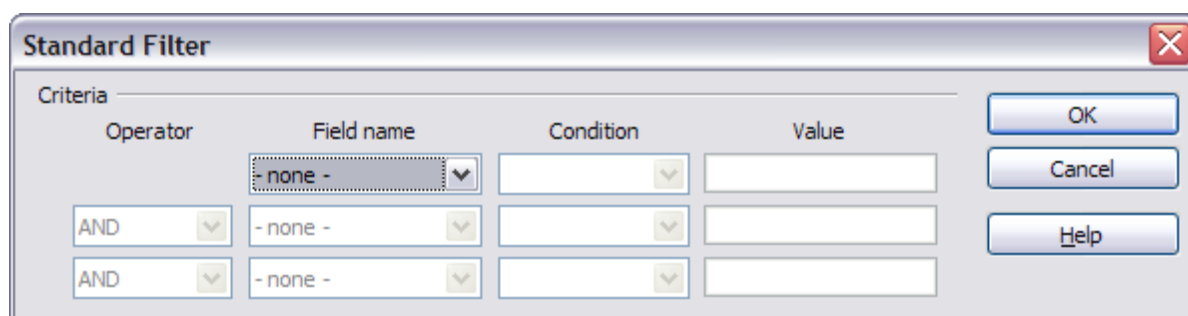 Standard Filter
Criteria
Operator Field name Condition Value
OK
- none -
Cancel
AND - none -
Help
AND - none -